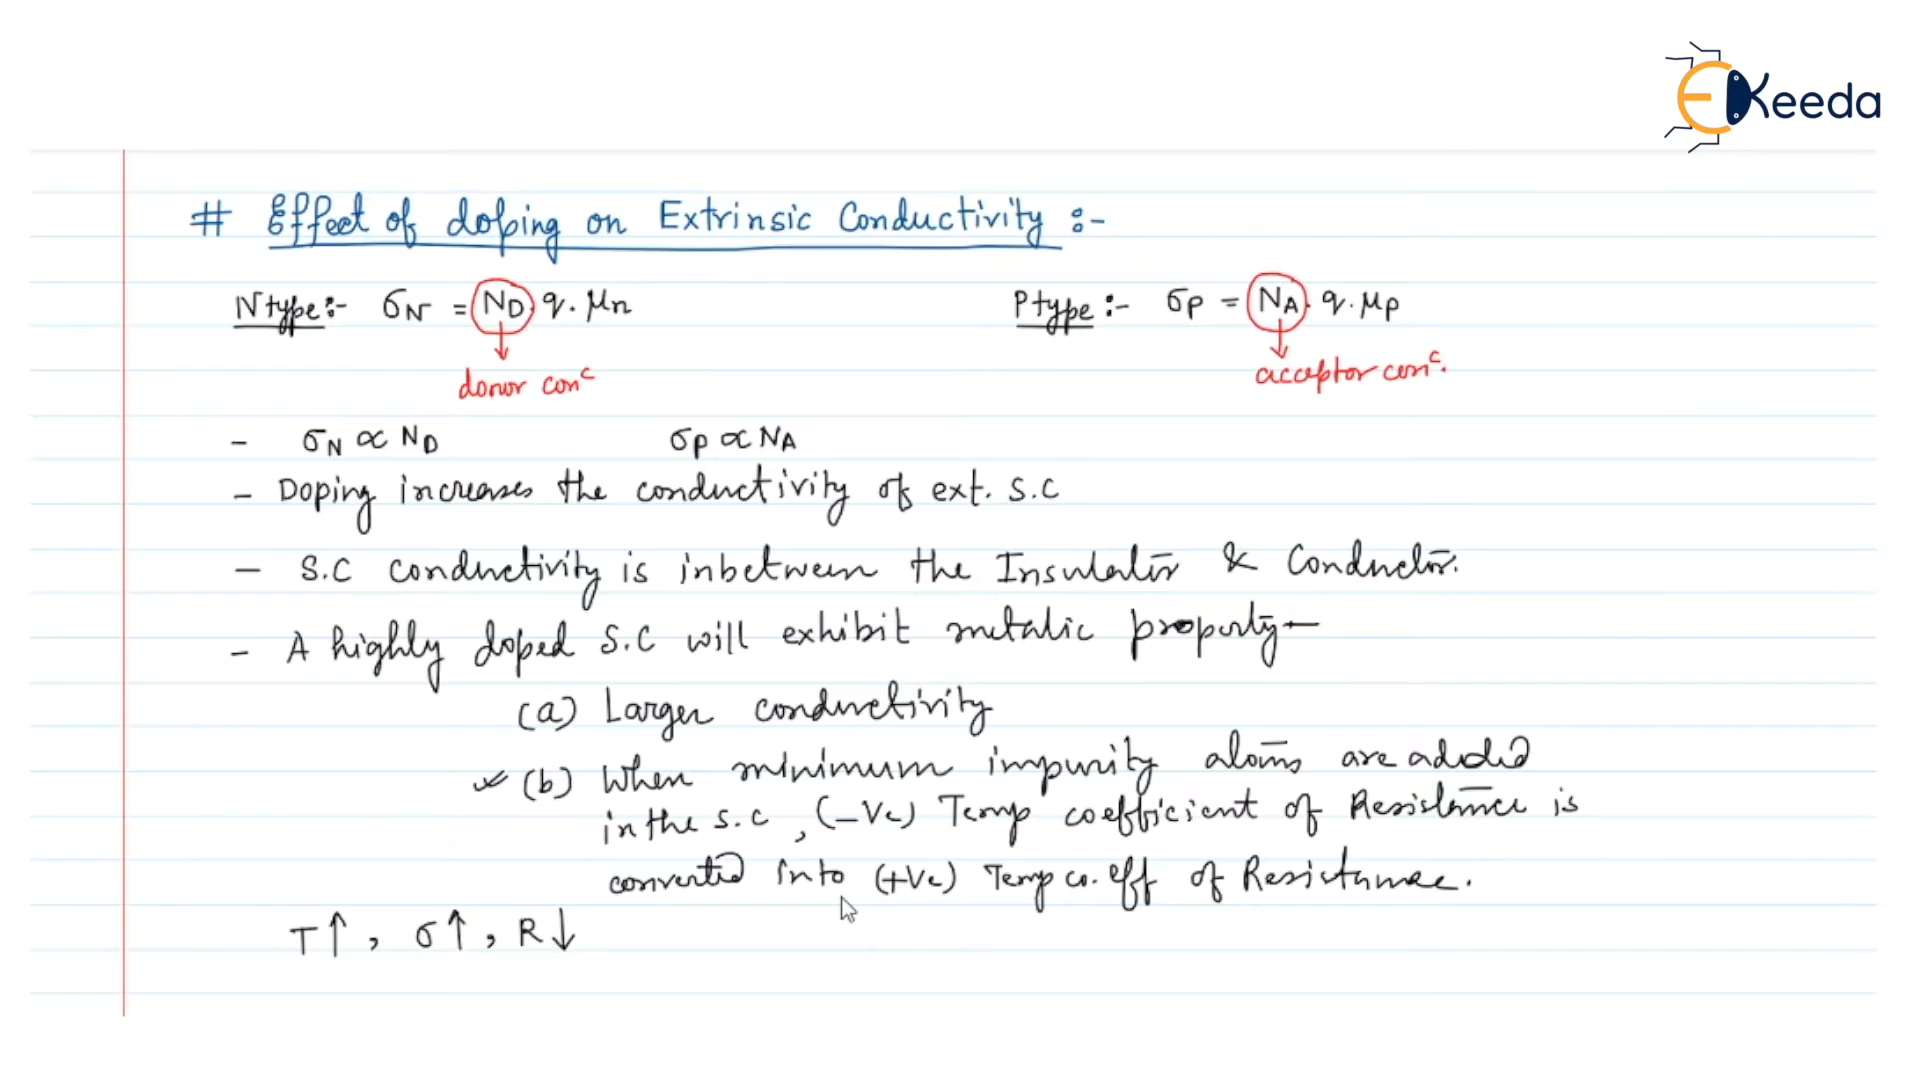 EKeeda
# Effect of doping on Extrinsic Conductivity :-
N type :- σN = ND . q . μn
P type :- σP = NA . q . μP
donor conc
acceptor conc.
- σN ∝ ND σP ∝ NA
- Doping increases the conductivity of ext. S.C
- S.C conductivity is inbetween the Insulator & Conductor.
- A highly doped S.C will exhibit metalic property -
(a) Larger conductivity
(b) When minimum impurity atoms are added
in the S.C , (-Ve) Temp coefficient of Resistance is
converted into (+Ve) Temp co.eff of Resistance.
T↑ , σ↑ , R↓